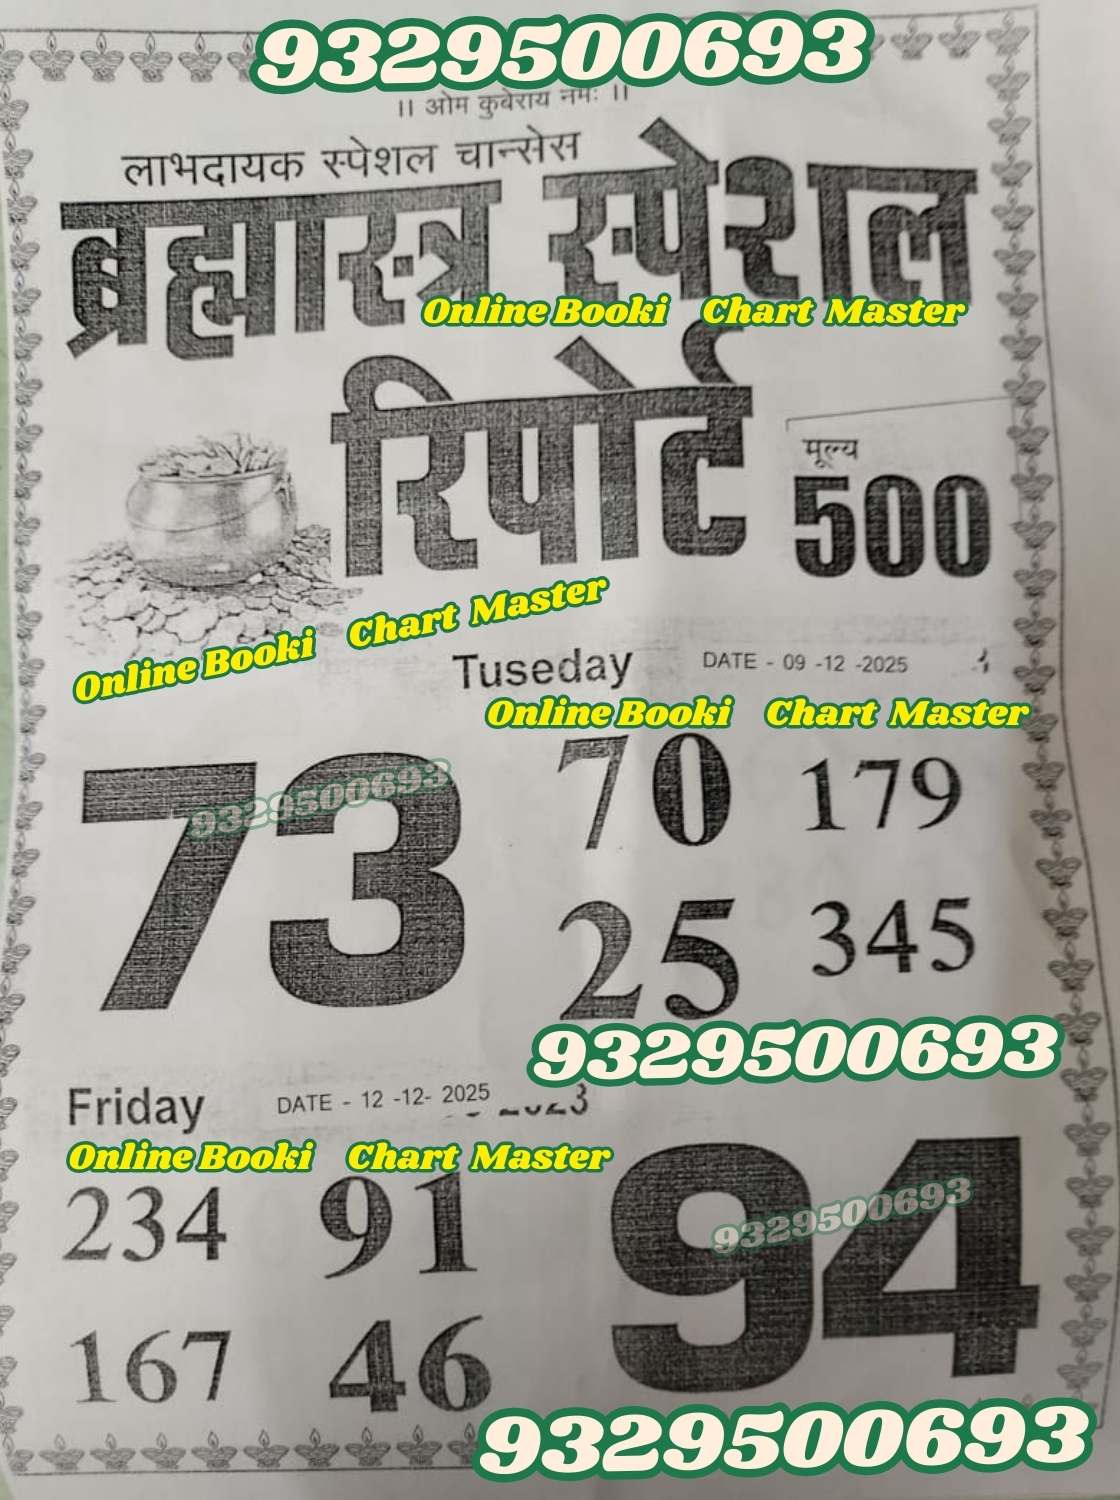 9329500693
।। ओम कुबेराय नमः ।।
लाभदायक स्पेशल चान्सेस
ब्रह्मास्त्र स्पेशल
Online Booki Chart Master
रिपोर्ट
मूल्य
500
Online Booki Chart Master
Tuseday DATE - 09 -12 -2025
Online Booki Chart Master
73 70 179
9329500693
25 345
9329500693
Friday DATE - 12 -12- 2025
Online Booki Chart Master
234 91 94
9329500693
167 46
9329500693